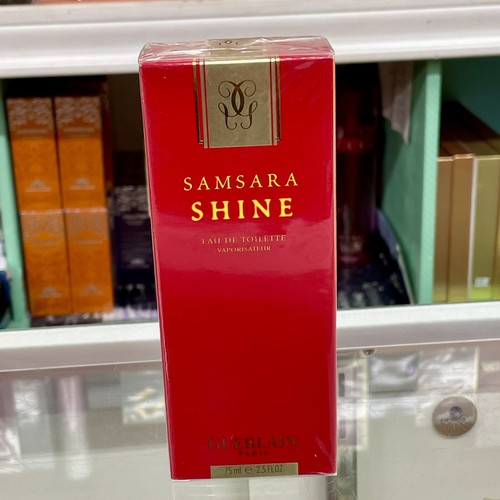 SAMSARA
SHINE
EAU DE TOILETTE
VAPORISATEUR
GUERLAIN
PARIS
75 ml e 2.5 FL.OZ